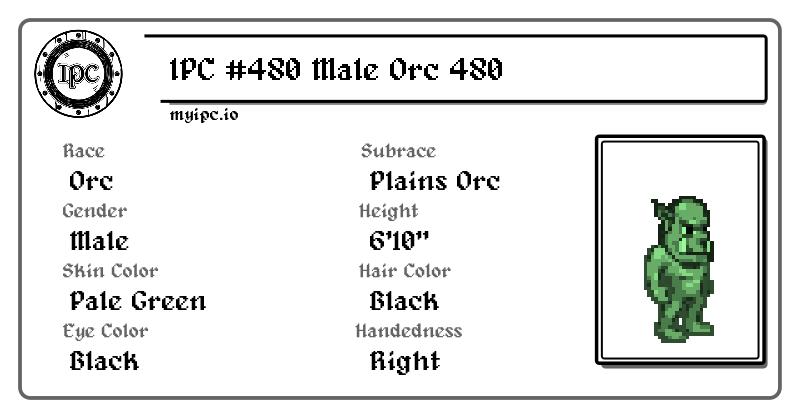 IPC
IPC #480 Male Orc 480
myipc.io
Race
Subrace
Orc
Plains Orc
Gender
Height
Male
6'10"
Skin Color
Hair Color
Pale Green
Black
Eye Color
Handedness
Black
Right